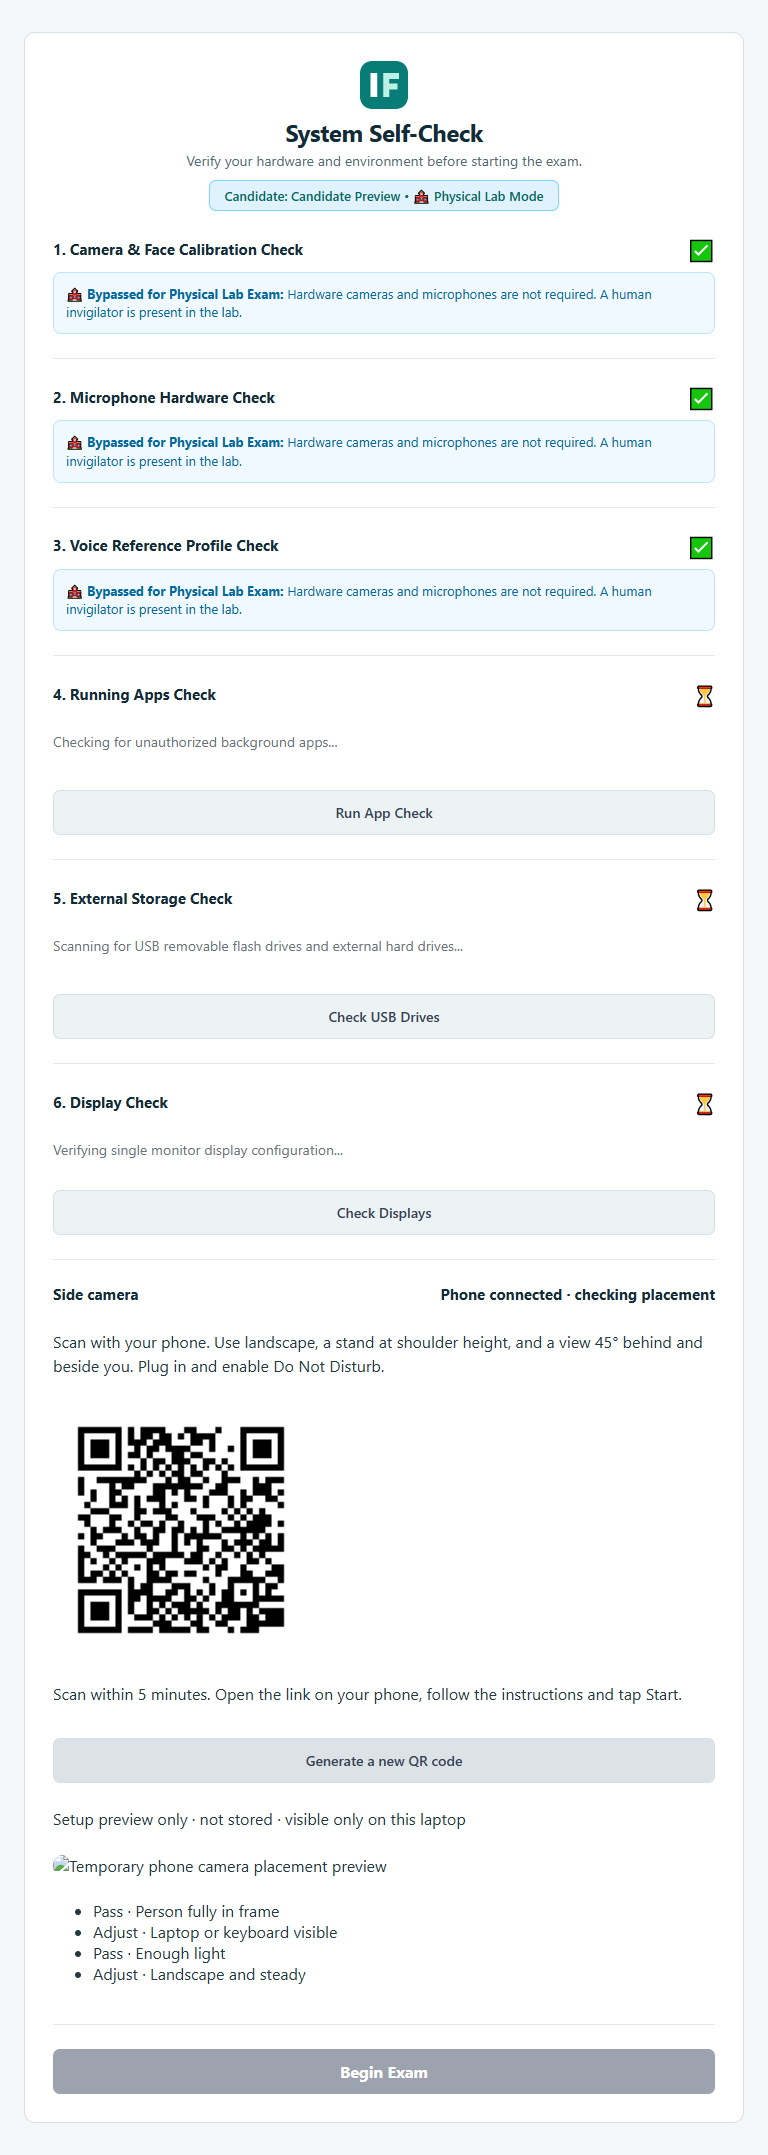 IF
System Self-Check
Verify your hardware and environment before starting the exam.
Candidate: Candidate Preview • 🏫 Physical Lab Mode
1. Camera & Face Calibration Check
🏫 Bypassed for Physical Lab Exam: Hardware cameras and microphones are not required. A human
invigilator is present in the lab.
2. Microphone Hardware Check
🏫 Bypassed for Physical Lab Exam: Hardware cameras and microphones are not required. A human
invigilator is present in the lab.
3. Voice Reference Profile Check
🏫 Bypassed for Physical Lab Exam: Hardware cameras and microphones are not required. A human
invigilator is present in the lab.
4. Running Apps Check
Checking for unauthorized background apps...
Run App Check
5. External Storage Check
Scanning for USB removable flash drives and external hard drives...
Check USB Drives
6. Display Check
Verifying single monitor display configuration...
Check Displays
Side camera
Phone connected · checking placement
Scan with your phone. Use landscape, a stand at shoulder height, and a view 45° behind and
beside you. Plug in and enable Do Not Disturb.
Scan within 5 minutes. Open the link on your phone, follow the instructions and tap Start.
Generate a new QR code
Setup preview only · not stored · visible only on this laptop
Temporary phone camera placement preview
• Pass · Person fully in frame
• Adjust · Laptop or keyboard visible
• Pass · Enough light
• Adjust · Landscape and steady
Begin Exam